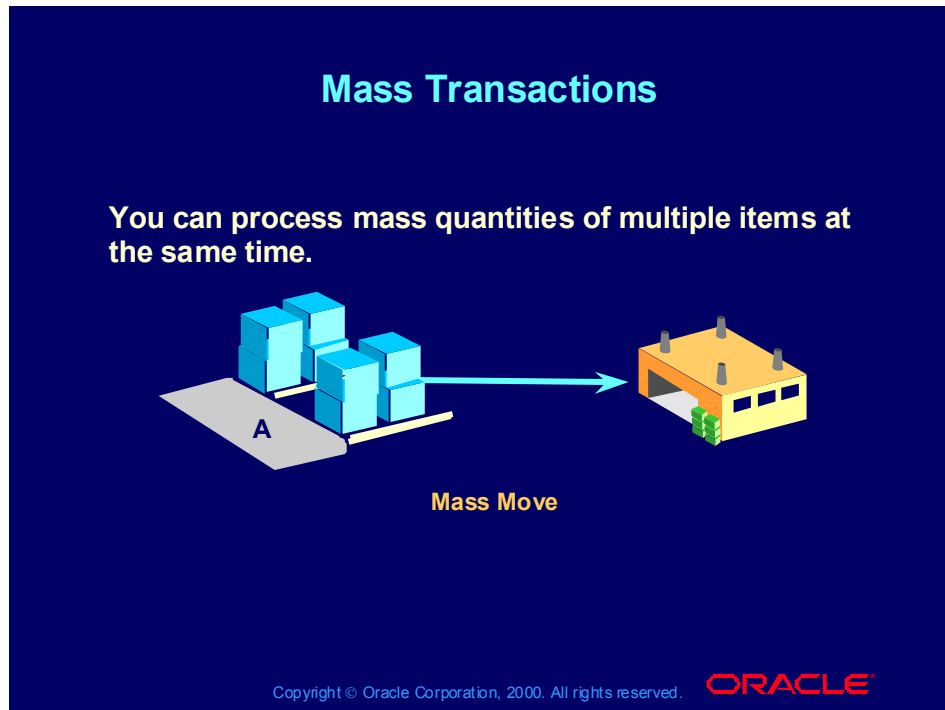 Mass Transactions
You can process mass quantities of multiple items at
the same time.
A
Mass Move
Copyright © Oracle Corporation, 2000. All rights reserved.
ORACLE®